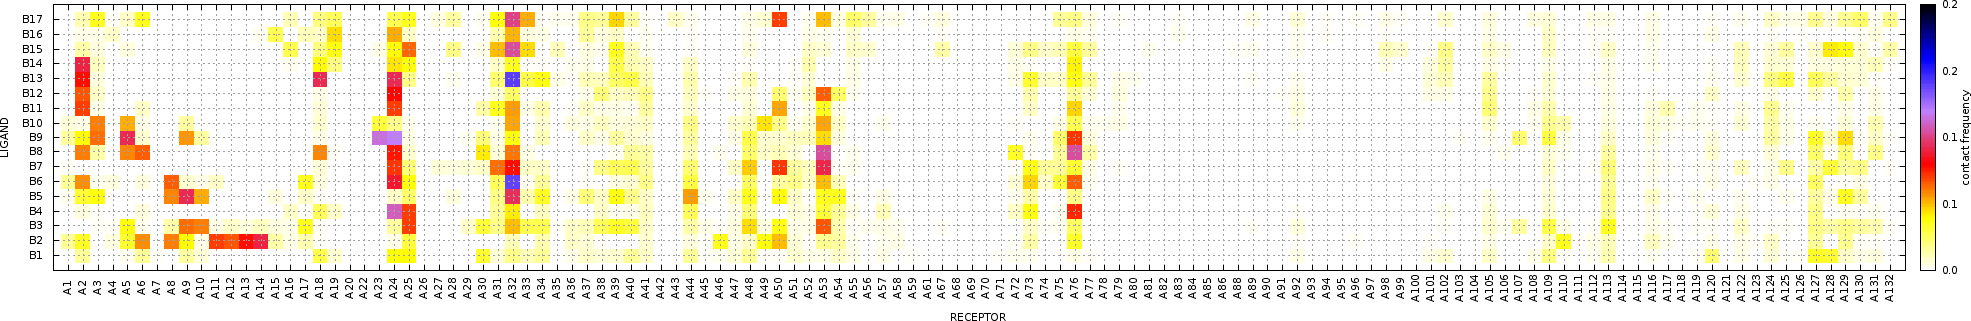 B17
B16
B15
B14
B13
B12
B11
B10
B9
B8
B7
B6
B5
B4
B3
B2
B1
LIGAND
A1 A2 A3 A4 A5 A6 A7 A8 A9 A10 A11 A12 A13 A14 A15 A16 A17 A18 A19 A20 A22 A23 A24 A25 A26 A27 A28 A29 A30 A31 A32 A33 A34 A35 A36 A37 A38 A39 A40 A41 A42 A43 A44 A45 A46 A47 A48 A49 A50 A51 A52 A53 A54 A55 A56 A57 A58 A59 A61 A67 A68 A69 A70 A71 A72 A73 A74 A75 A76 A77 A78 A79 A80 A81 A82 A83 A84 A85 A86 A88 A89 A90 A91 A92 A93 A94 A95 A96 A97 A98 A99 A100 A101 A102 A103 A104 A105 A106 A107 A108 A109 A110 A111 A112 A113 A114 A115 A116 A117 A118 A119 A120 A121 A122 A123 A124 A125 A126 A127 A128 A129 A130 A131 A132
RECEPTOR
0.2
0.2
0.1
0.1
0.0
contact frequency